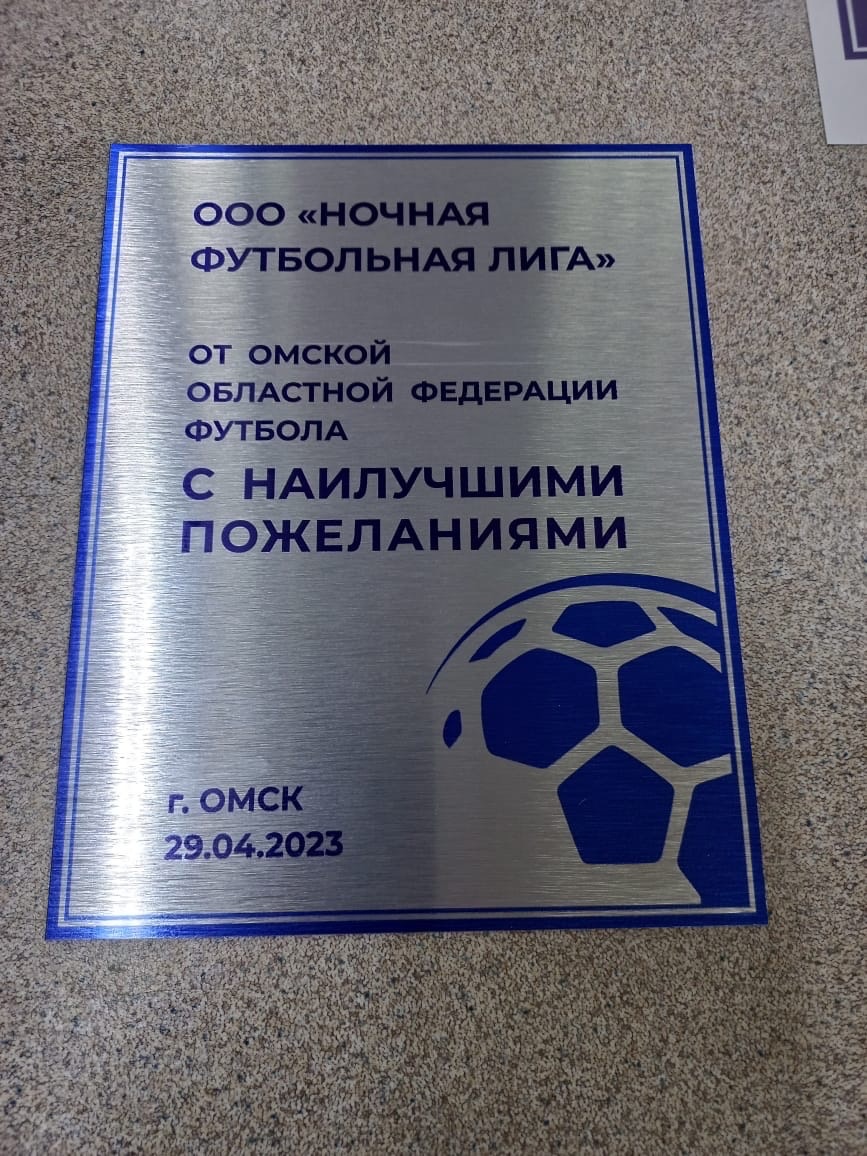 ООО «НОЧНАЯ
ФУТБОЛЬНАЯ ЛИГА»
ОТ ОМСКОЙ
ОБЛАСТНОЙ ФЕДЕРАЦИИ
ФУТБОЛА
С НАИЛУЧШИМИ
ПОЖЕЛАНИЯМИ
г. ОМСК
29.04.2023